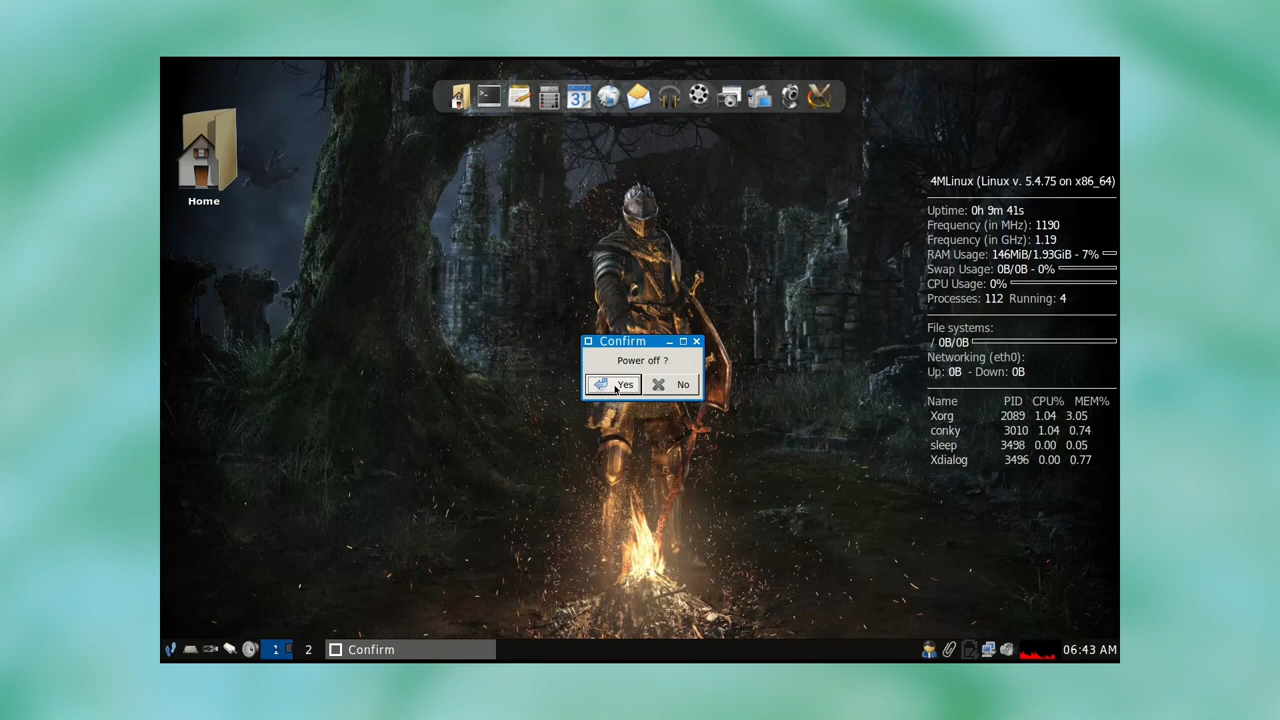 31
Home
4MLinux (Linux v. 5.4.75 on x86_64)
Uptime: 0h 9m 41s
Frequency (in MHz): 1190
Frequency (in GHz): 1.19
RAM Usage: 146MiB/1.93GiB - 7%
Swap Usage: 0B/0B - 0%
CPU Usage: 0%
Processes: 112 Running: 4
File systems:
/ 0B/0B
Networking (eth0):
Up: 0B - Down: 0B
Name PID CPU% MEM%
Xorg 2089 1.04 3.05
conky 3010 1.04 0.74
sleep 3498 0.00 0.05
Xdialog 3496 0.00 0.77
Confirm
Power off ?
Yes No
1 2 Confirm 06:43 AM